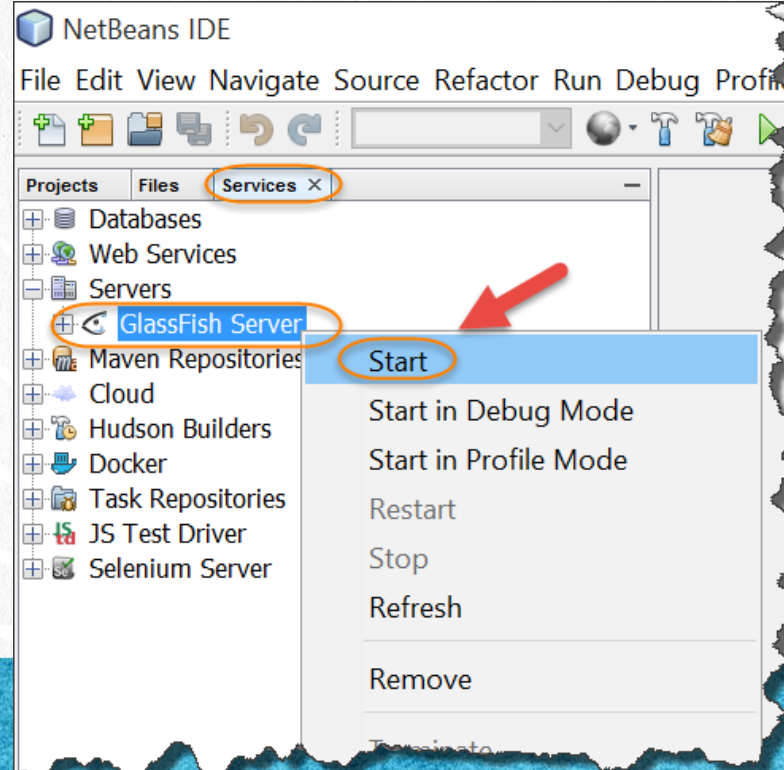 NetBeans IDE
File Edit View Navigate Source Refactor Run Debug
Projects Files Services
Databases
Web Services
Servers
GlassFish Server
Maven Repositories
Cloud
Hudson Builders
Docker
Task Repositories
JS Test Driver
Selenium Server
Start
Start in Debug Mode
Start in Profile Mode
Restart
Stop
Refresh
Remove